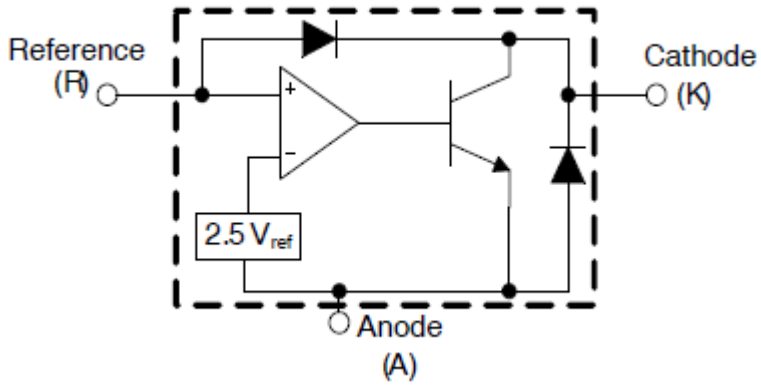 Reference
(R)
Cathode
(K)
+
−
2.5 Vref
Anode
(A)